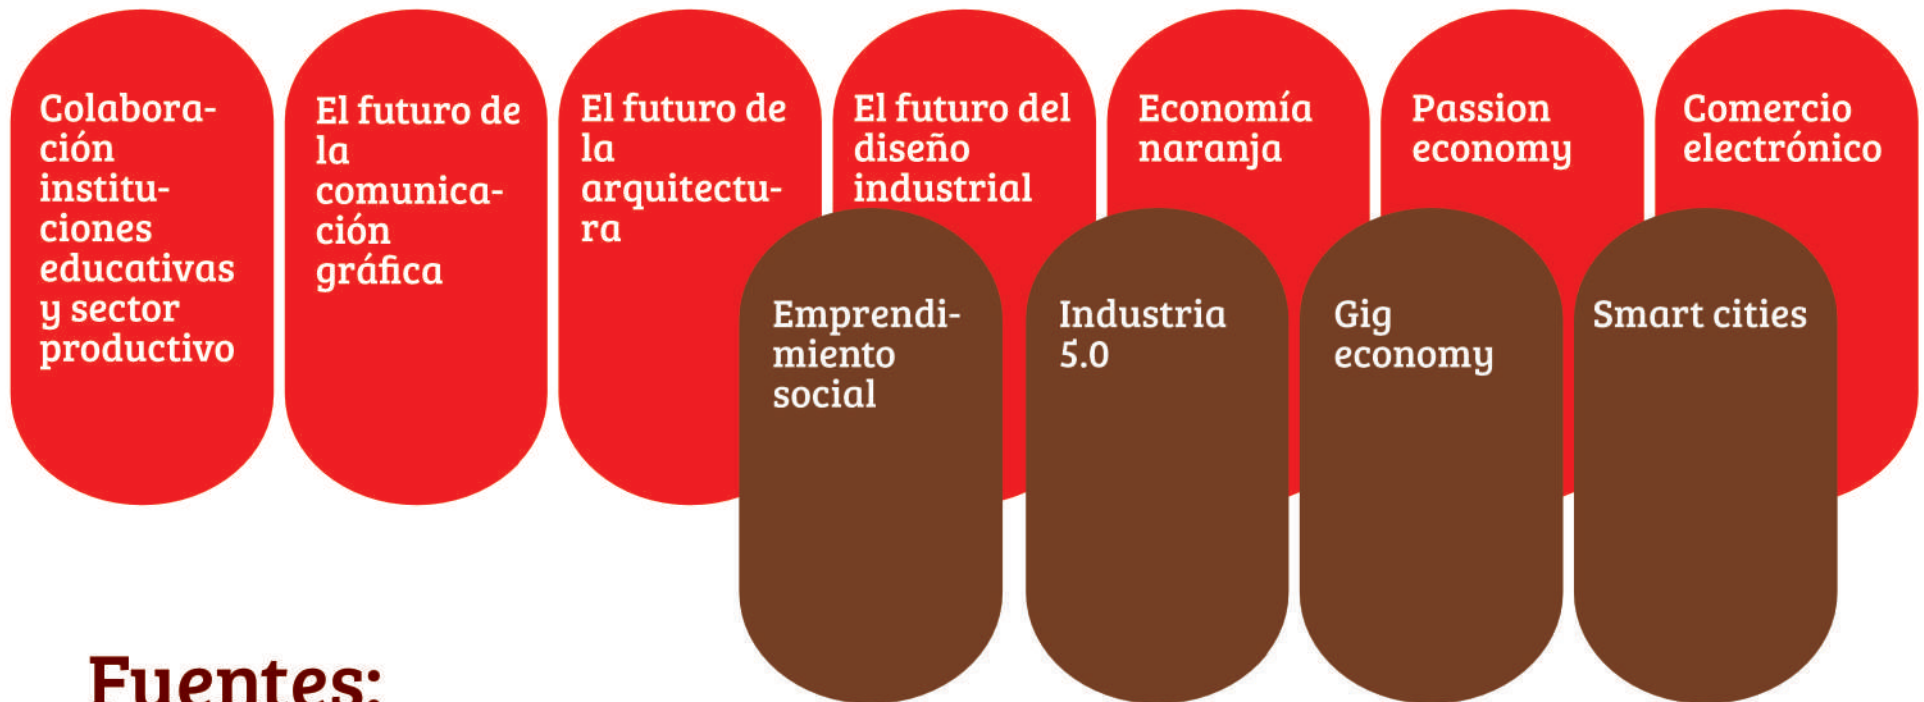 Colabora-
ción
institu-
ciones
educativas
y sector
productivo
El futuro de
la
comunica-
ción
gráfica
El futuro de
la
arquitectu-
ra
El futuro del
diseño
industrial
Economía
naranja
Passion
economy
Comercio
electrónico
Emprendi-
miento
social
Industria
5.0
Gig
economy
Smart cities
Fuentes: